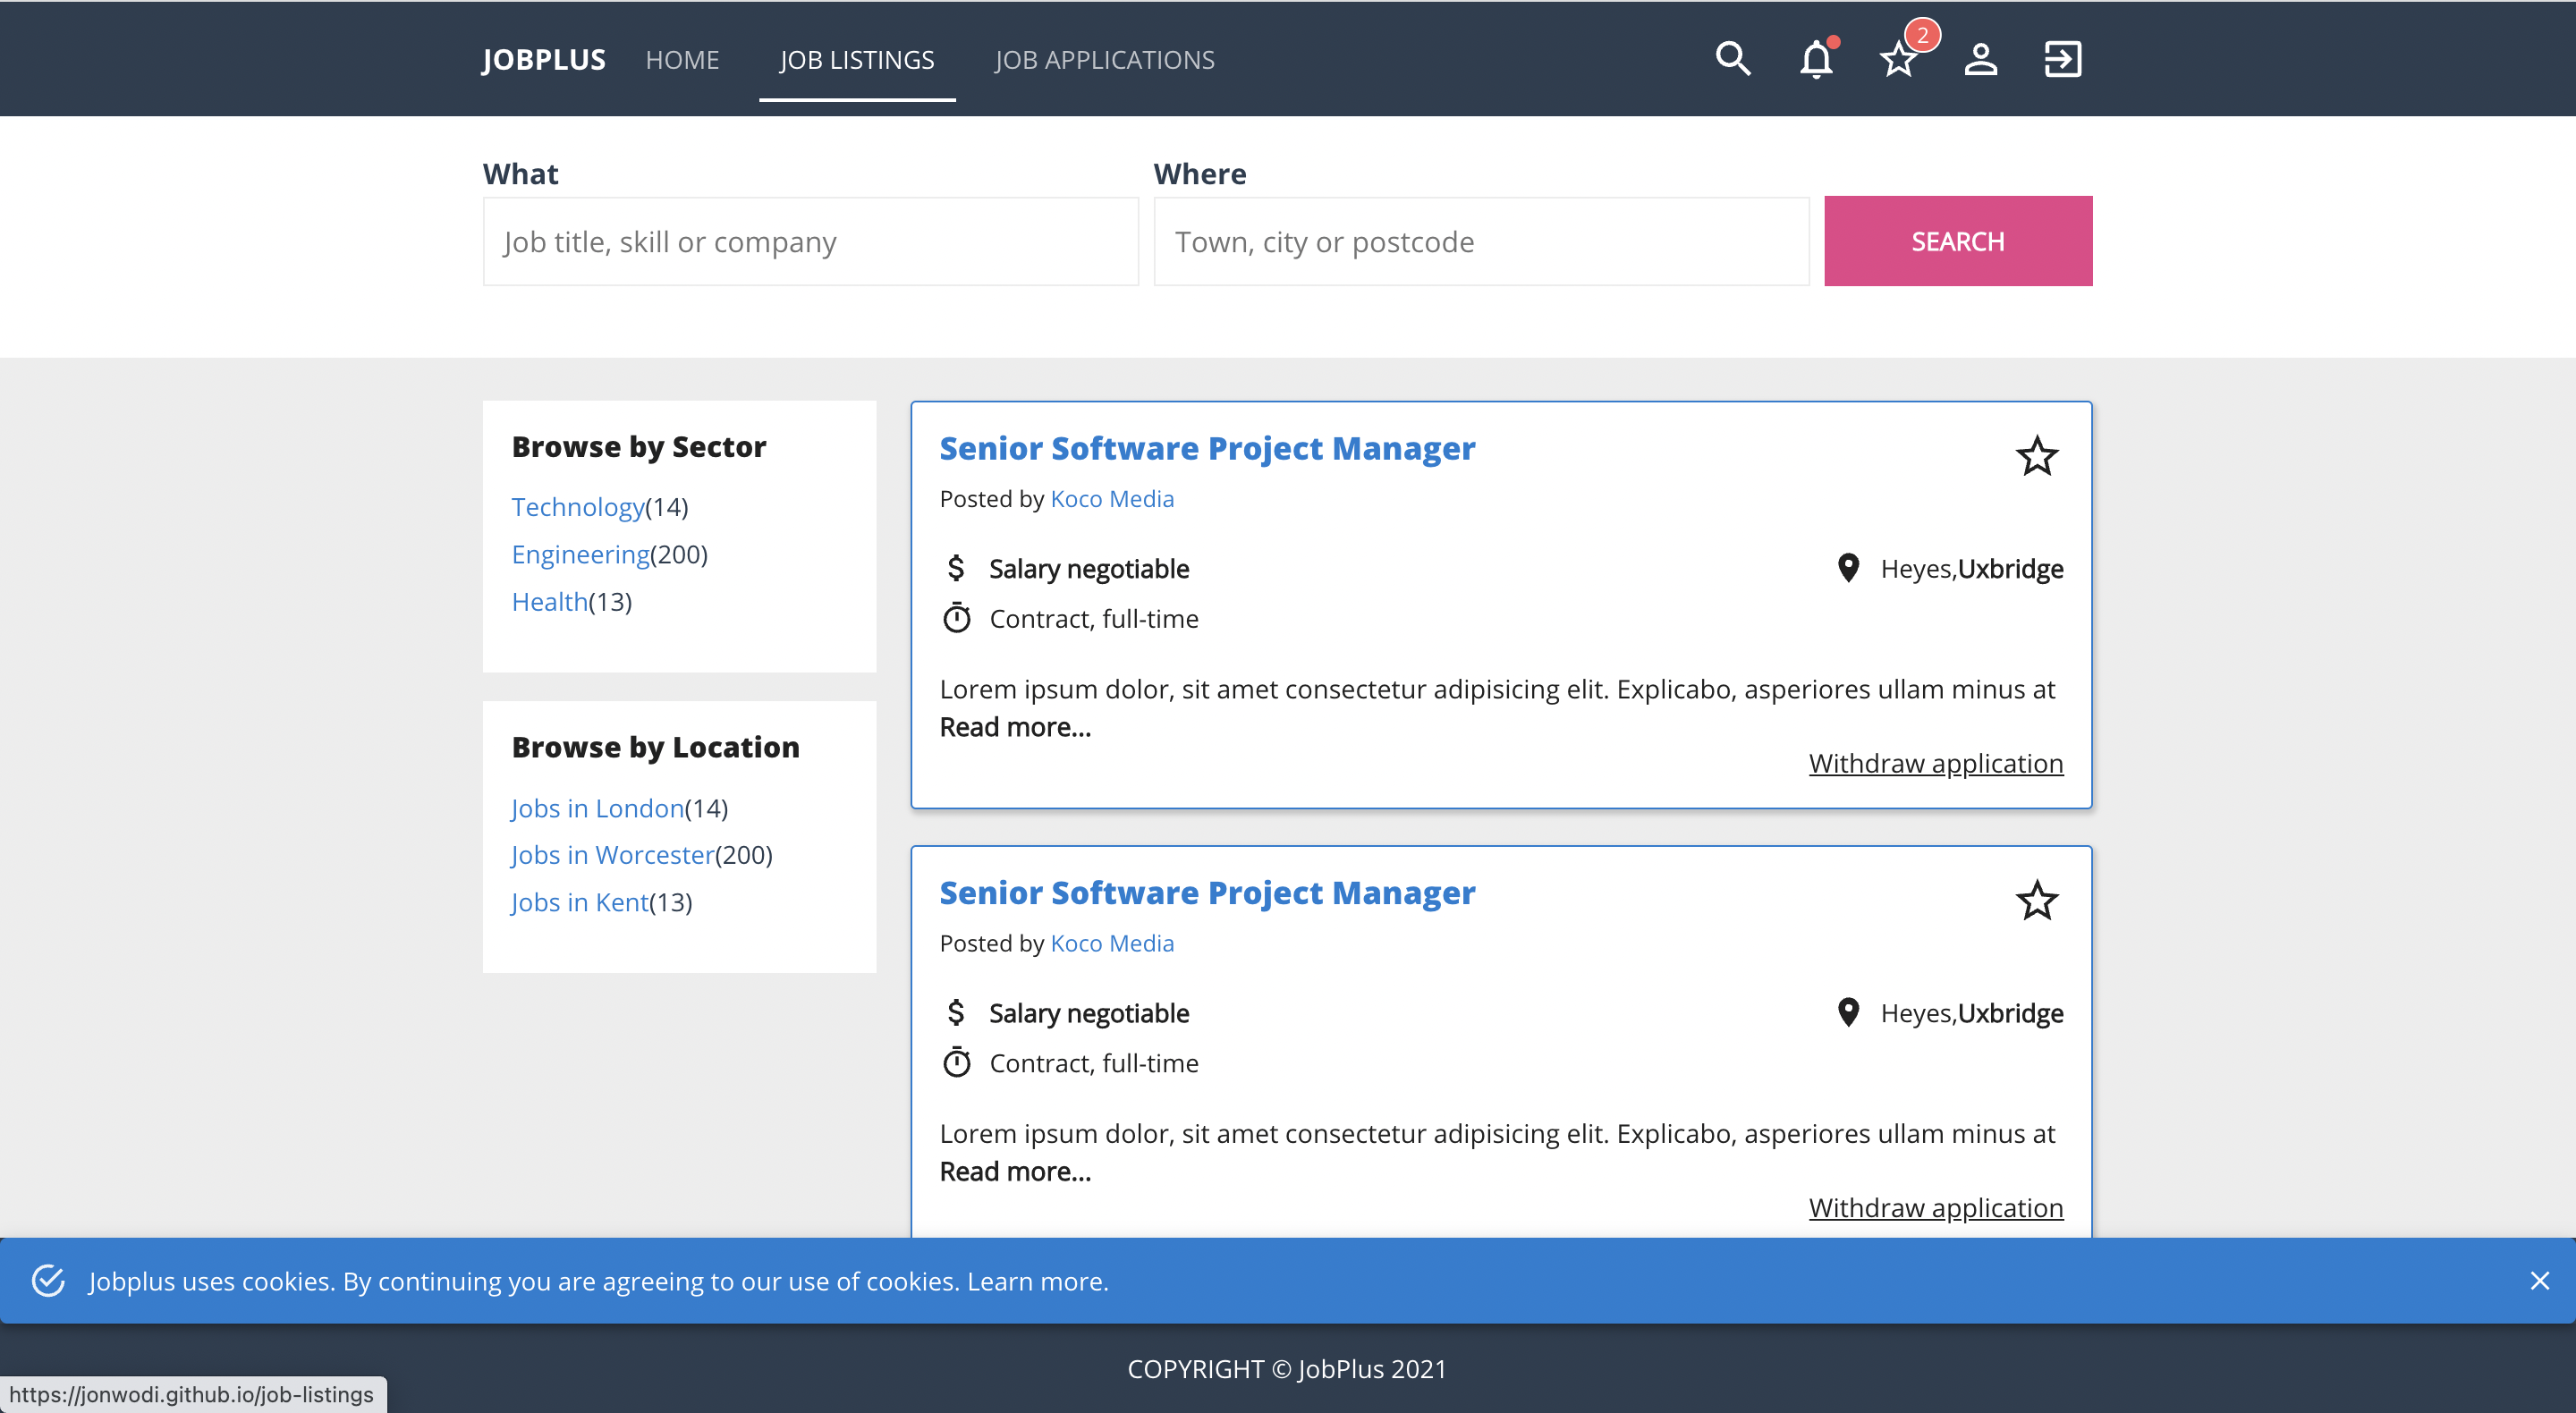 JOBPLUS HOME JOB LISTINGS JOB APPLICATIONS 2
What Where
Job title, skill or company Town, city or postcode SEARCH
Browse by Sector
Technology(14)
Engineering(200)
Health(13)
Browse by Location
Jobs in London(14)
Jobs in Worcester(200)
Jobs in Kent(13)
Senior Software Project Manager
Posted by Koco Media
$ Salary negotiable Heyes,Uxbridge
Contract, full-time
Lorem ipsum dolor, sit amet consectetur adipisicing elit. Explicabo, asperiores ullam minus at
Read more...
Withdraw application
Senior Software Project Manager
Posted by Koco Media
$ Salary negotiable Heyes,Uxbridge
Contract, full-time
Lorem ipsum dolor, sit amet consectetur adipisicing elit. Explicabo, asperiores ullam minus at
Read more...
Withdraw application
Jobplus uses cookies. By continuing you are agreeing to our use of cookies. Learn more.
COPYRIGHT © JobPlus 2021
https://jonwodi.github.io/job-listings